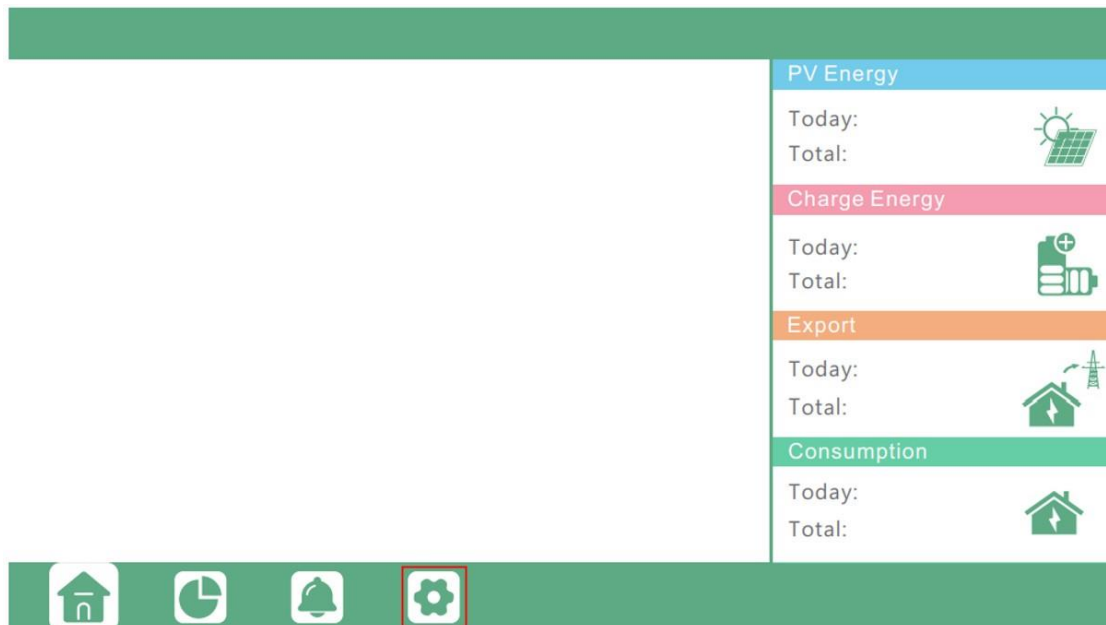 PV Energy
Today:
Total:
Charge Energy
Today:
Total:
Export
Today:
Total:
Consumption
Today:
Total: